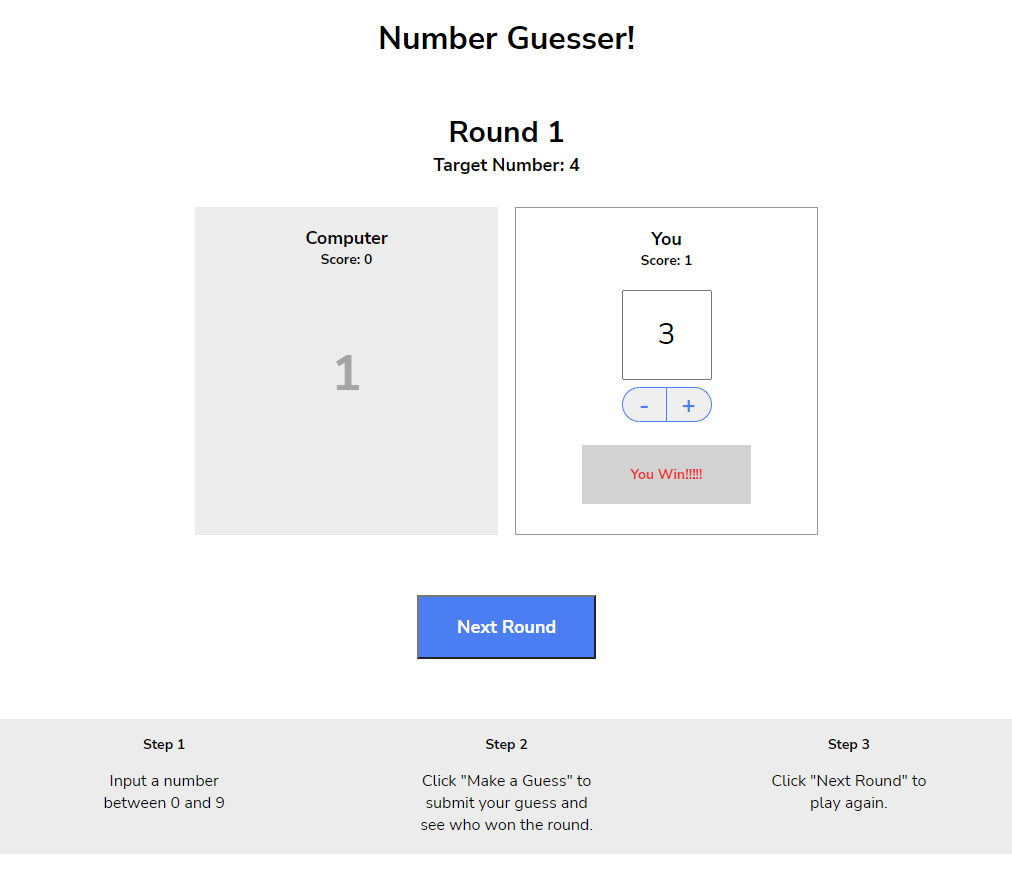 Number Guesser!
Round 1
Target Number: 4
Computer
Score: 0
1
You
Score: 1
3
- +
You Win!!!!!
Next Round
Step 1
Input a number
between 0 and 9
Step 2
Click "Make a Guess" to
submit your guess and
see who won the round.
Step 3
Click "Next Round" to
play again.